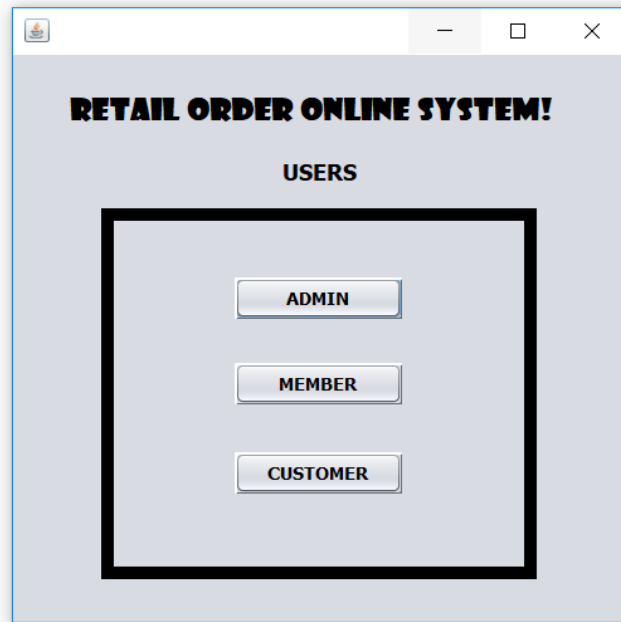 RETAIL ORDER ONLINE SYSTEM!
USERS
ADMIN
MEMBER
CUSTOMER